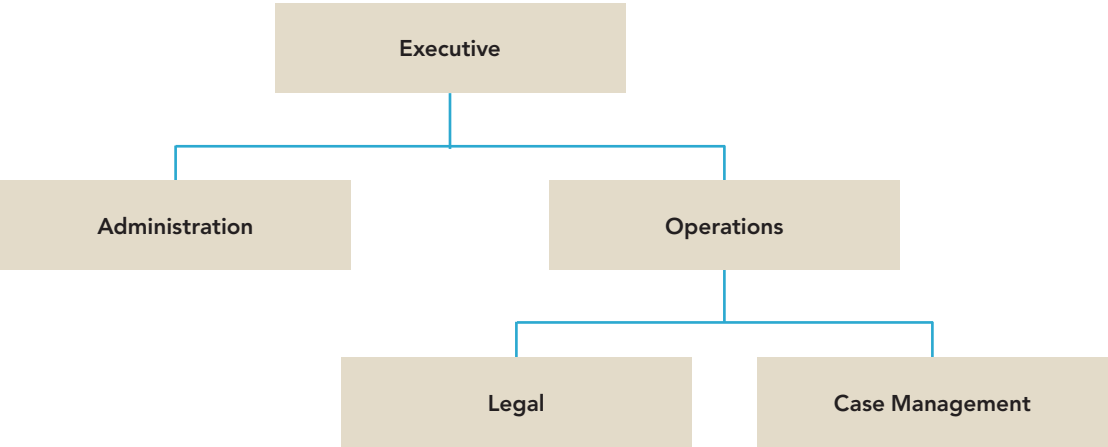 Executive
Administration
Operations
Legal
Case Management